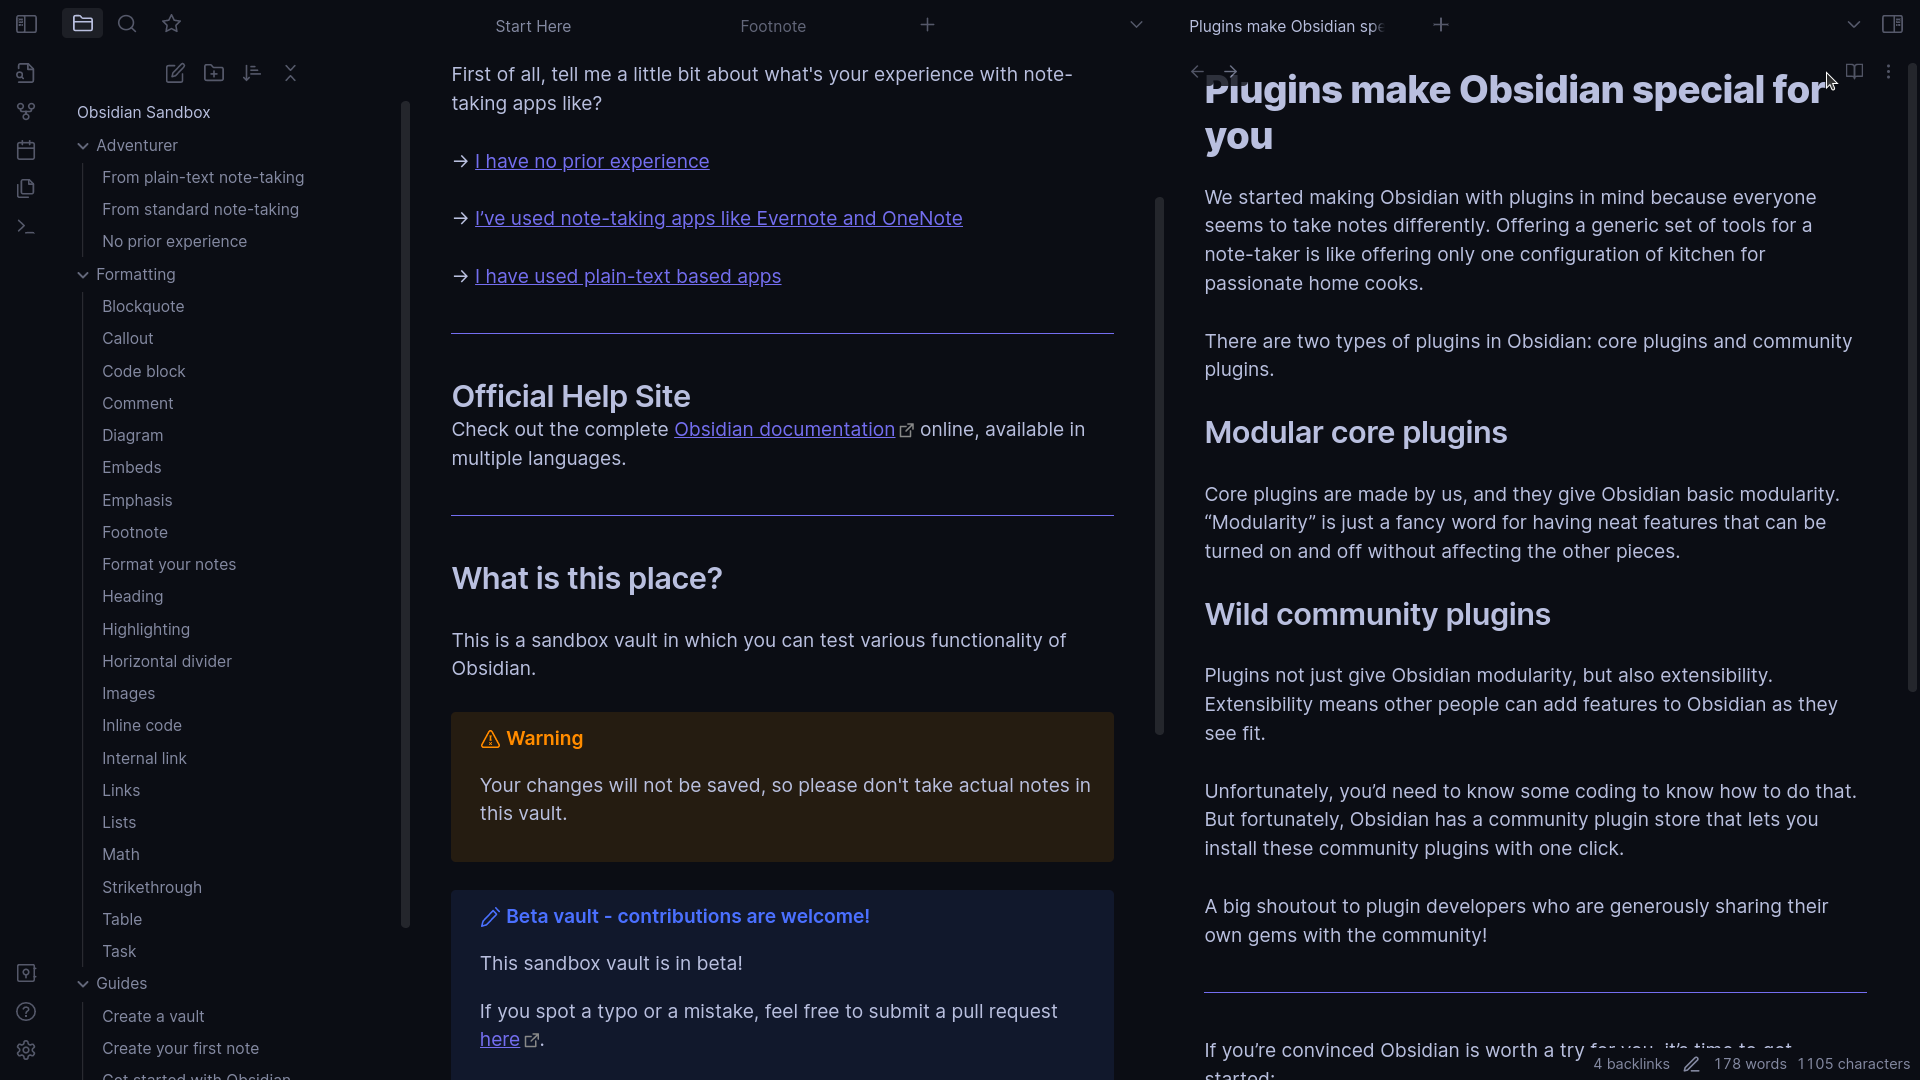 Start Here
Footnote
Plugins make Obsidian spe
Obsidian Sandbox
Adventurer
From plain-text note-taking
From standard note-taking
No prior experience
Formatting
Blockquote
Callout
Code block
Comment
Diagram
Embeds
Emphasis
Footnote
Format your notes
Heading
Highlighting
Horizontal divider
Images
Inline code
Internal link
Links
Lists
Math
Strikethrough
Table
Task
Guides
Create a vault
Create your first note
Get started with Obsidian
First of all, tell me a little bit about what's your experience with note-
taking apps like?
→ I have no prior experience
→ I’ve used note-taking apps like Evernote and OneNote
→ I have used plain-text based apps
Official Help Site
Check out the complete Obsidian documentation online, available in
multiple languages.
What is this place?
This is a sandbox vault in which you can test various functionality of
Obsidian.
Warning
Your changes will not be saved, so please don't take actual notes in
this vault.
Beta vault - contributions are welcome!
This sandbox vault is in beta!
If you spot a typo or a mistake, feel free to submit a pull request
here.
Plugins make Obsidian special for
you
We started making Obsidian with plugins in mind because everyone
seems to take notes differently. Offering a generic set of tools for a
note-taker is like offering only one configuration of kitchen for
passionate home cooks.
There are two types of plugins in Obsidian: core plugins and community
plugins.
Modular core plugins
Core plugins are made by us, and they give Obsidian basic modularity.
“Modularity” is just a fancy word for having neat features that can be
turned on and off without affecting the other pieces.
Wild community plugins
Plugins not just give Obsidian modularity, but also extensibility.
Extensibility means other people can add features to Obsidian as they
see fit.
Unfortunately, you’d need to know some coding to know how to do that.
But fortunately, Obsidian has a community plugin store that lets you
install these community plugins with one click.
A big shoutout to plugin developers who are generously sharing their
own gems with the community!
If you’re convinced Obsidian is worth a try for you, it’s time to get
started:
4 backlinks
178 words
1105 characters